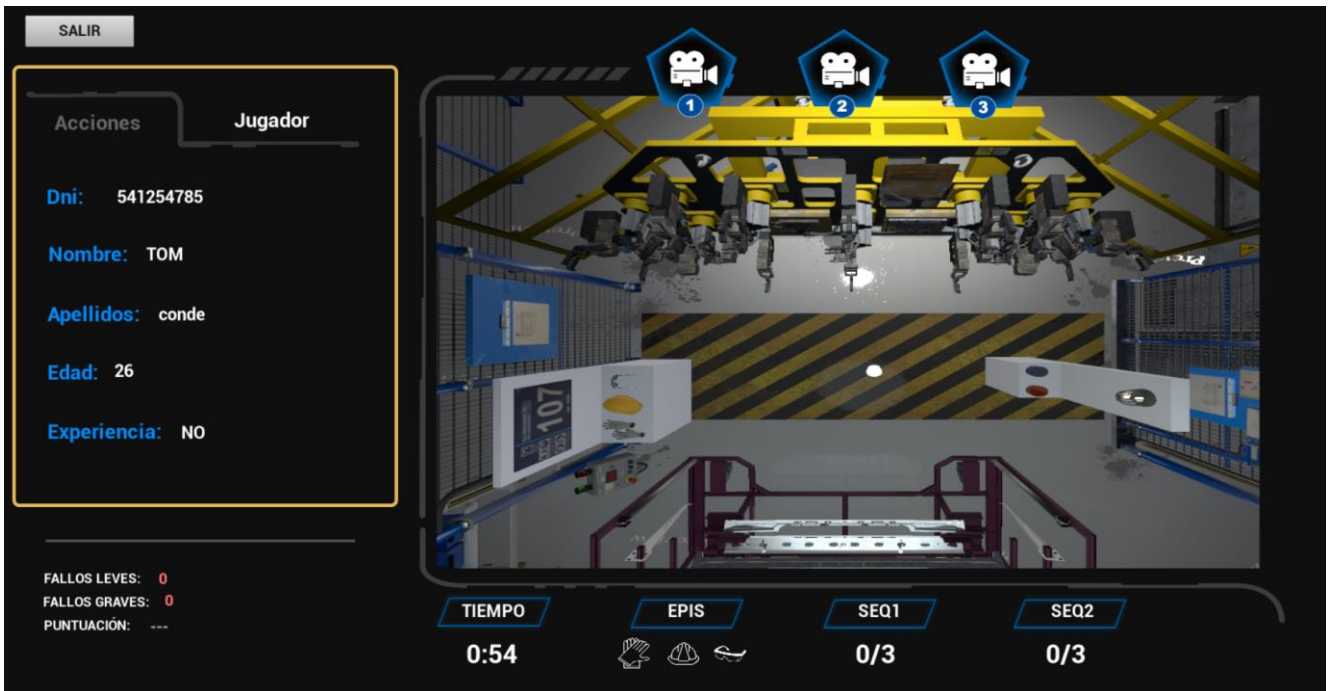 SALIR
Acciones
Jugador
Dni: 541254785
Nombre: TOM
Apellidos: conde
Edad: 26
Experiencia: NO
FALLOS LEVES: 0
FALLOS GRAVES: 0
PUNTUACIÓN: ---
1
2
3
107
TIEMPO
EPIS
SEQ1
SEQ2
0:54
0/3
0/3